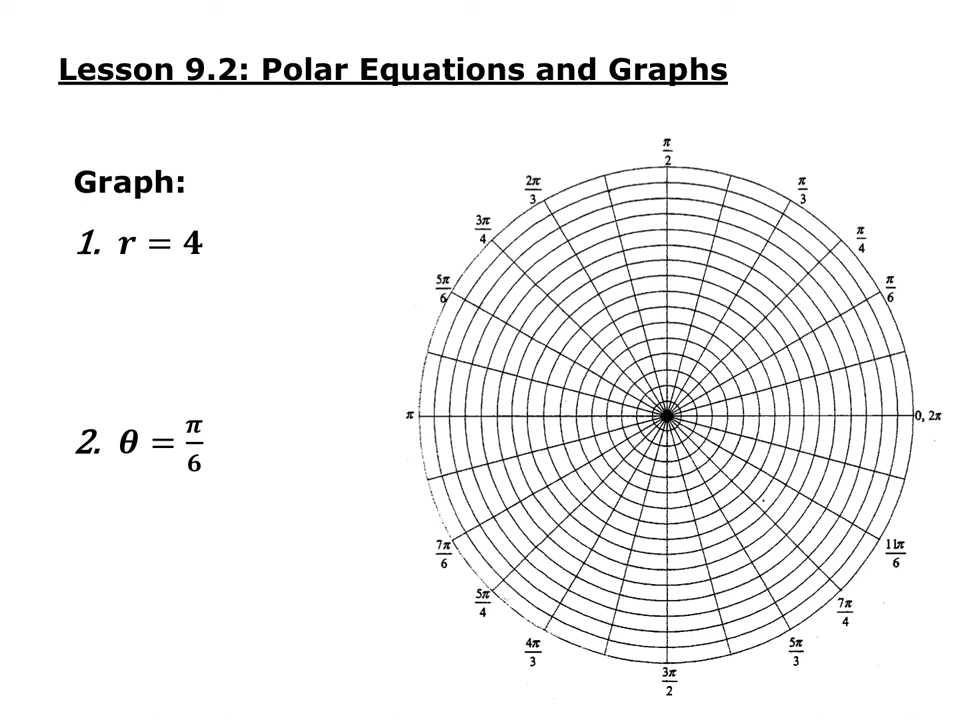 Lesson 9.2: Polar Equations and Graphs
Graph:
1. r = 4
2. θ = π/6
π/2
2π/3
π/3
3π/4
π/4
5π/6
π/6
π
0, 2π
7π/6
11π/6
5π/4
7π/4
4π/3
5π/3
3π/2